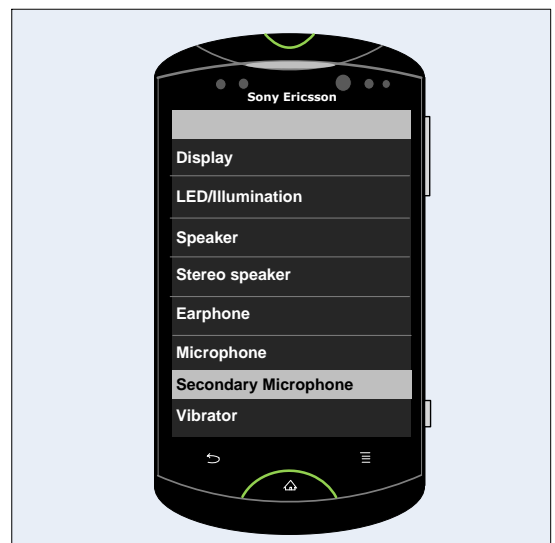 Sony Ericsson
Display
LED/Illumination
Speaker
Stereo speaker
Earphone
Microphone
Secondary Microphone
Vibrator